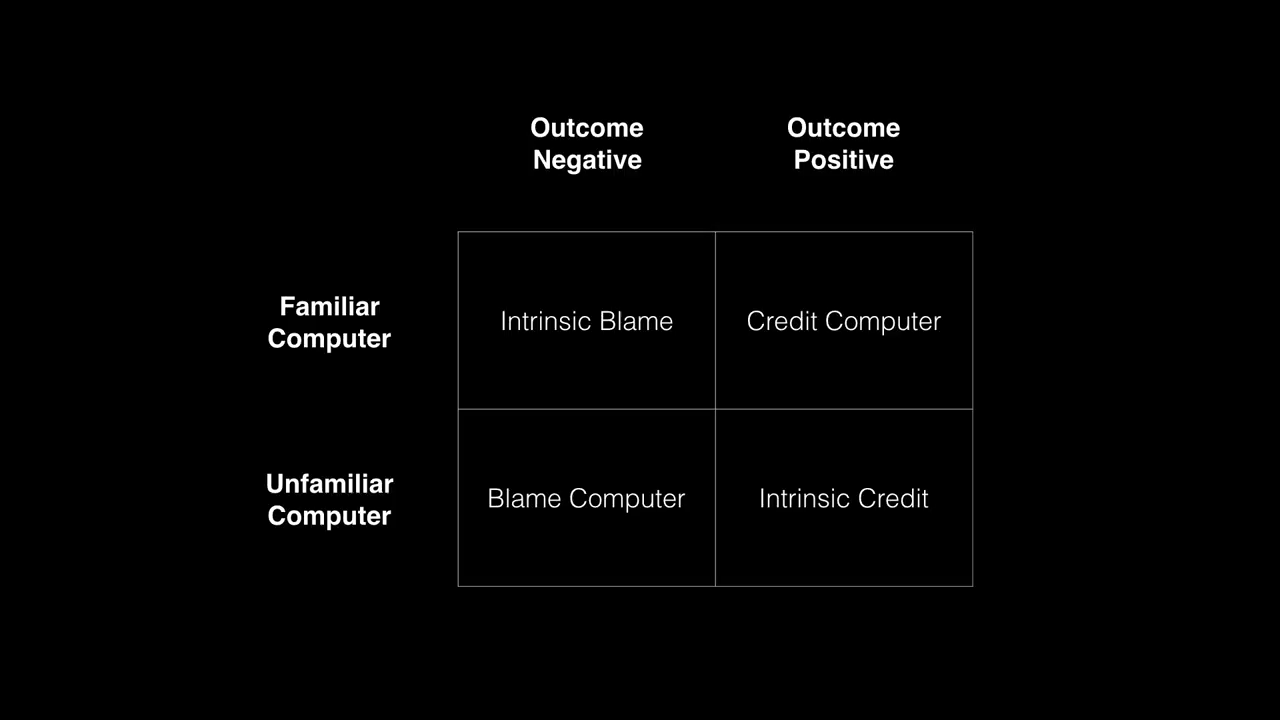 Outcome
Negative
Outcome
Positive
Familiar
Computer
Intrinsic Blame
Credit Computer
Unfamiliar
Computer
Blame Computer
Intrinsic Credit